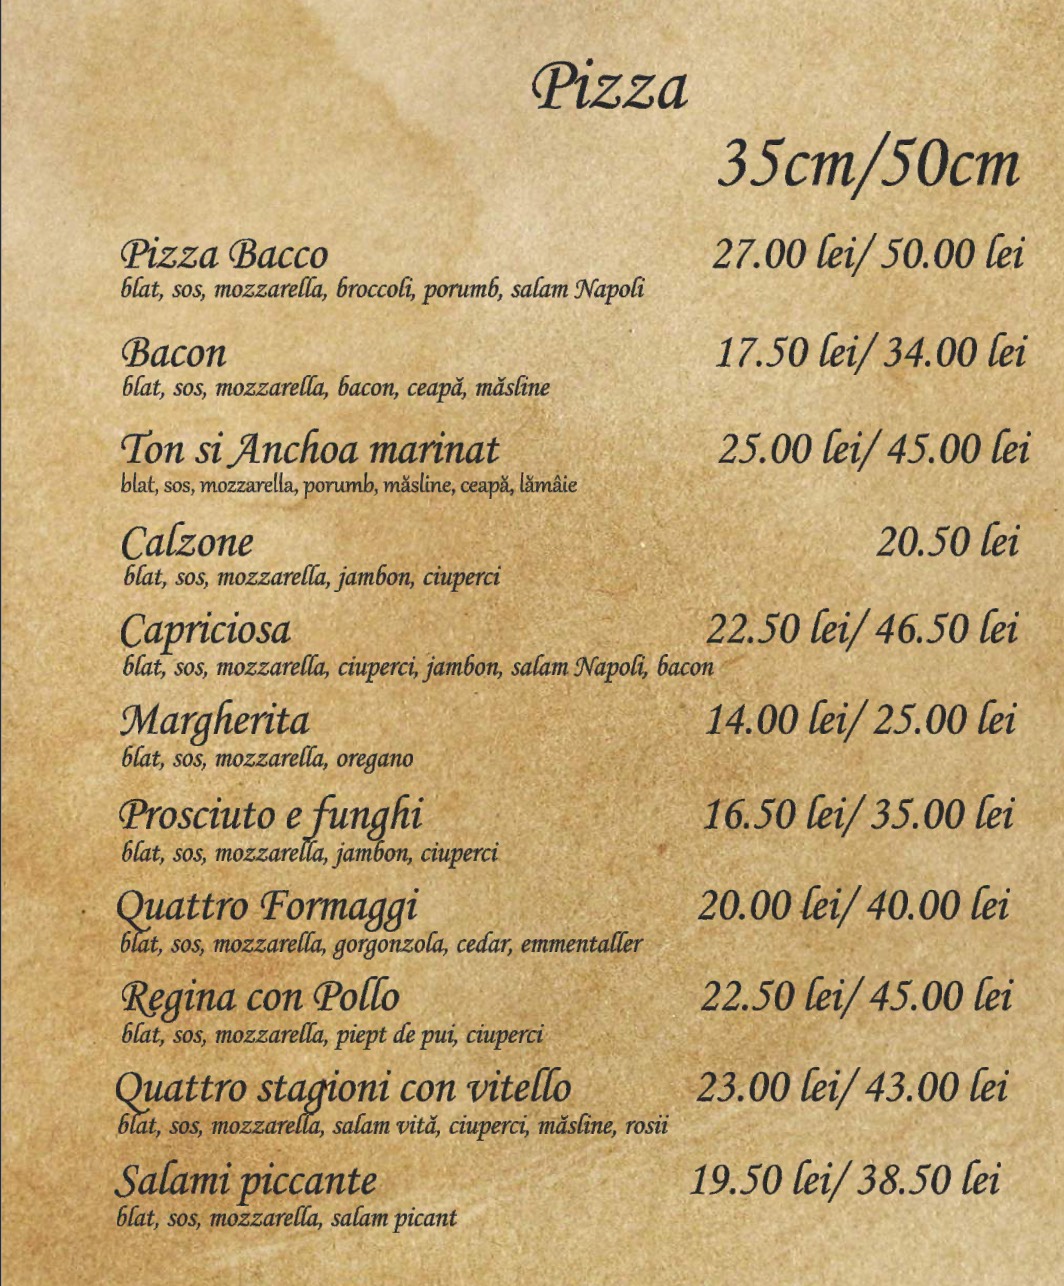 Pizza
35cm/50cm
Pizza Bacco 27.00 lei/ 50.00 lei
blat, sos, mozzarella, broccoli, porumb, salam Napoli
Bacon 17.50 lei/ 34.00 lei
blat, sos, mozzarella, bacon, ceapă, măsline
Ton si Anchoa marinat 25.00 lei/ 45.00 lei
blat, sos, mozzarella, porumb, măsline, ceapă, lămâie
Calzone 20.50 lei
blat, sos, mozzarella, jambon, ciuperci
Capriciosa 22.50 lei/ 46.50 lei
blat, sos, mozzarella, ciuperci, jambon, salam Napoli, bacon
Margherita 14.00 lei/ 25.00 lei
blat, sos, mozzarella, oregano
Prosciuto e funghi 16.50 lei/ 35.00 lei
blat, sos, mozzarella, jambon, ciuperci
Quattro Formaggi 20.00 lei/ 40.00 lei
blat, sos, mozzarella, gorgonzola, cedar, emmentaller
Regina con Pollo 22.50 lei/ 45.00 lei
blat, sos, mozzarella, piept de pui, ciuperci
Quattro stagioni con vitello 23.00 lei/ 43.00 lei
blat, sos, mozzarella, salam vită, ciuperci, măsline, rosii
Salami piccante 19.50 lei/ 38.50 lei
blat, sos, mozzarella, salam picant